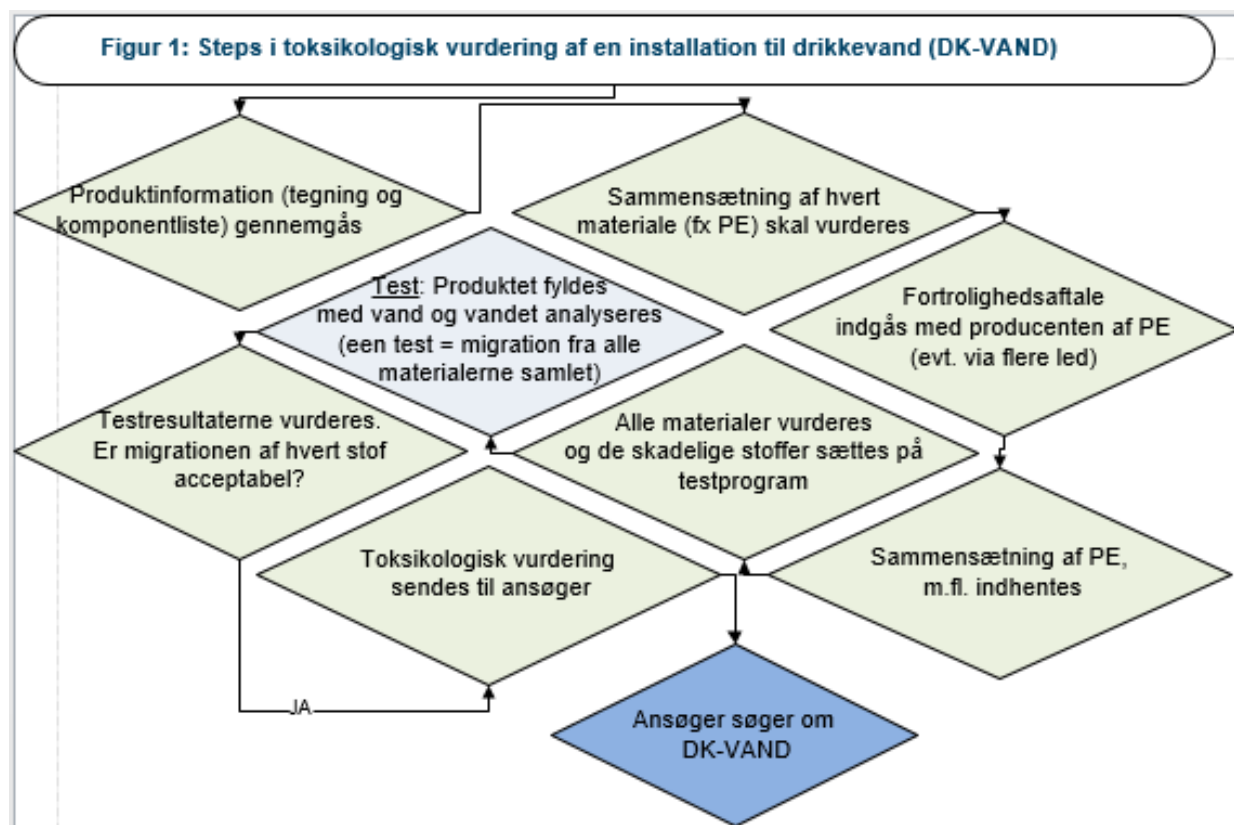 Figur 1: Steps i toksikologisk vurdering af en installation til drikkevand (DK-VAND)
Produktinformation (tegning og
komponentliste) gennemgås
Sammensætning af hvert
materiale (fx PE) skal vurderes
Fortrolighedsaftale
indgås med producenten af PE
(evt. via flere led)
Sammensætning af PE,
m.fl. indhentes
Alle materialer vurderes
og de skadelige stoffer sættes på
testprogram
Test: Produktet fyldes
med vand og vandet analyseres
(een test = migration fra alle
materialerne samlet)
Testresultaterne vurderes.
Er migrationen af hvert stof
acceptabel?
JA
Toksikologisk vurdering
sendes til ansøger
Ansøger søger om
DK-VAND